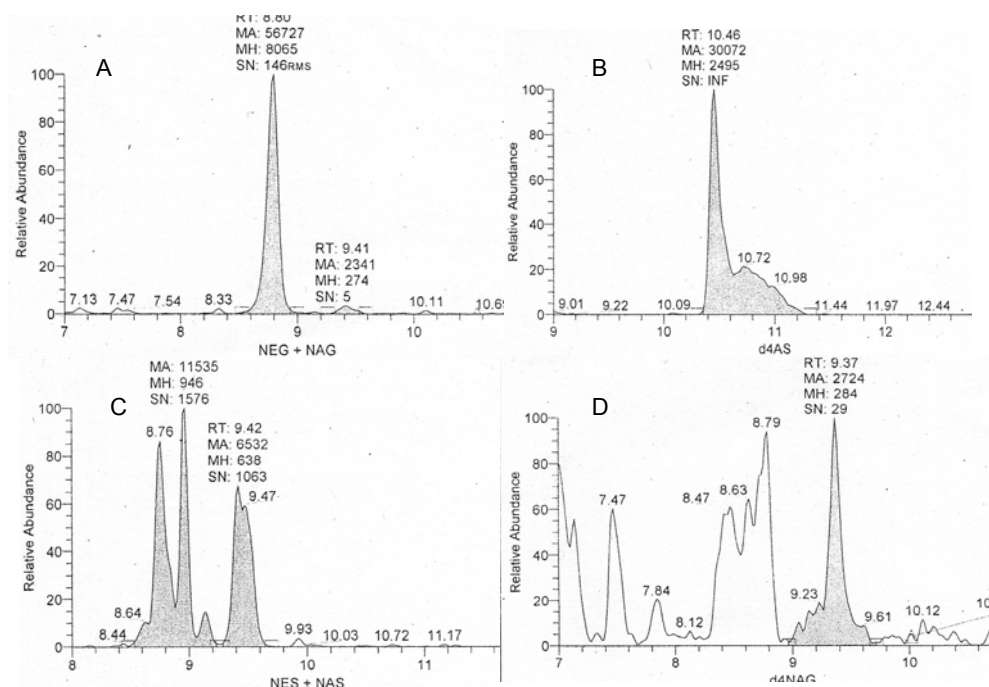 RT: 8.80
MA: 56727
MH: 8065
SN: 146RMS
A
Relative Abundance
100
80
60
40
20
0
7.13
7.47
7.54
8.33
RT: 9.41
MA: 2341
MH: 274
SN: 5
10.11
7
8
9
10
NEG + NAG
RT: 10.46
MA: 30072
MH: 2495
SN: INF
B
Relative Abundance
100
80
60
40
20
0
9.01
9.22
10.09
10.72
10.98
11.44
11.97
12.44
9
10
11
12
d4AS
MA: 11535
MH: 946
SN: 1576
C
Relative Abundance
100
80
60
40
20
0
8.44
8.64
8.76
RT: 9.42
MA: 6532
MH: 638
SN: 1063
9.47
9.93
10.03
10.72
11.17
8
9
10
11
NES + NAS
RT: 9.37
MA: 2724
MH: 284
SN: 29
D
Relative Abundance
100
80
60
40
20
0
7.47
7.84
8.12
8.47
8.63
8.79
9.23
9.61
10.12
7
8
9
10
d4NAG